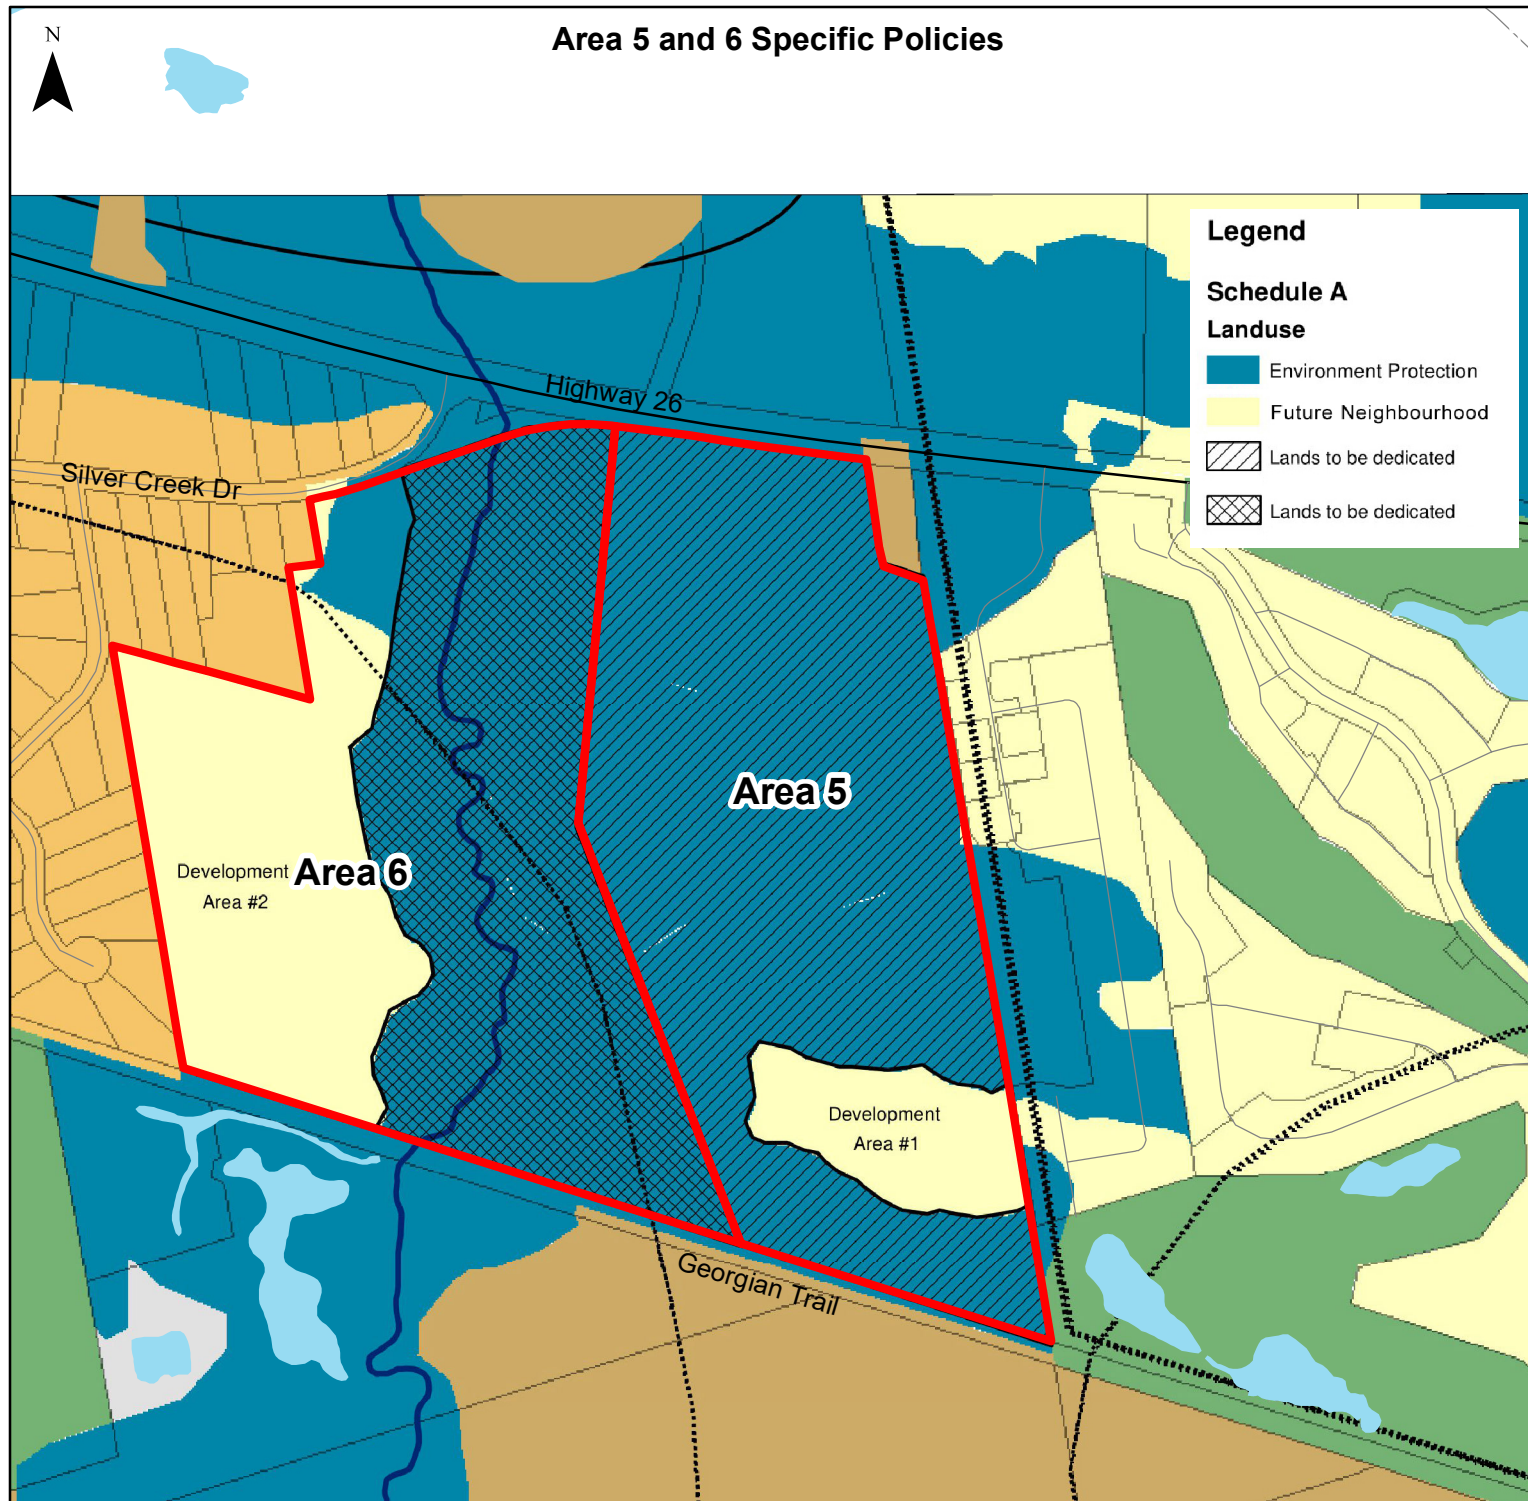 Area 5 and 6 Specific Policies
N
Legend
Schedule A
Landuse
Environment Protection
Future Neighbourhood
Lands to be dedicated
Lands to be dedicated
Highway 26
Silver Creek Dr
Area 5
Area 6
Development
Area #2
Development
Area #1
Georgian Trail